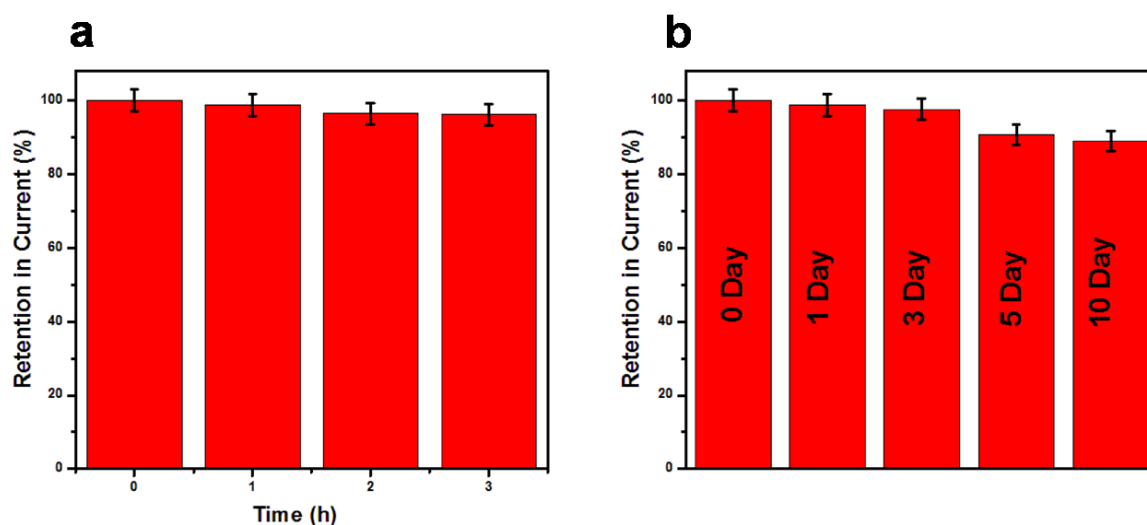 a
Retention in Current (%)
100
80
60
40
20
0
0 1 2 3
Time (h)
b
Retention in Current (%)
100
80
60
40
20
0
0 Day
1 Day
3 Day
5 Day
10 Day